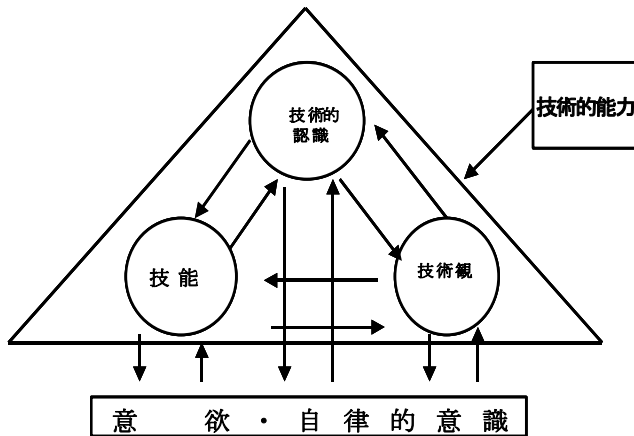 技術的
認識
技術的能力
技能
技術観
意欲・自律的意識